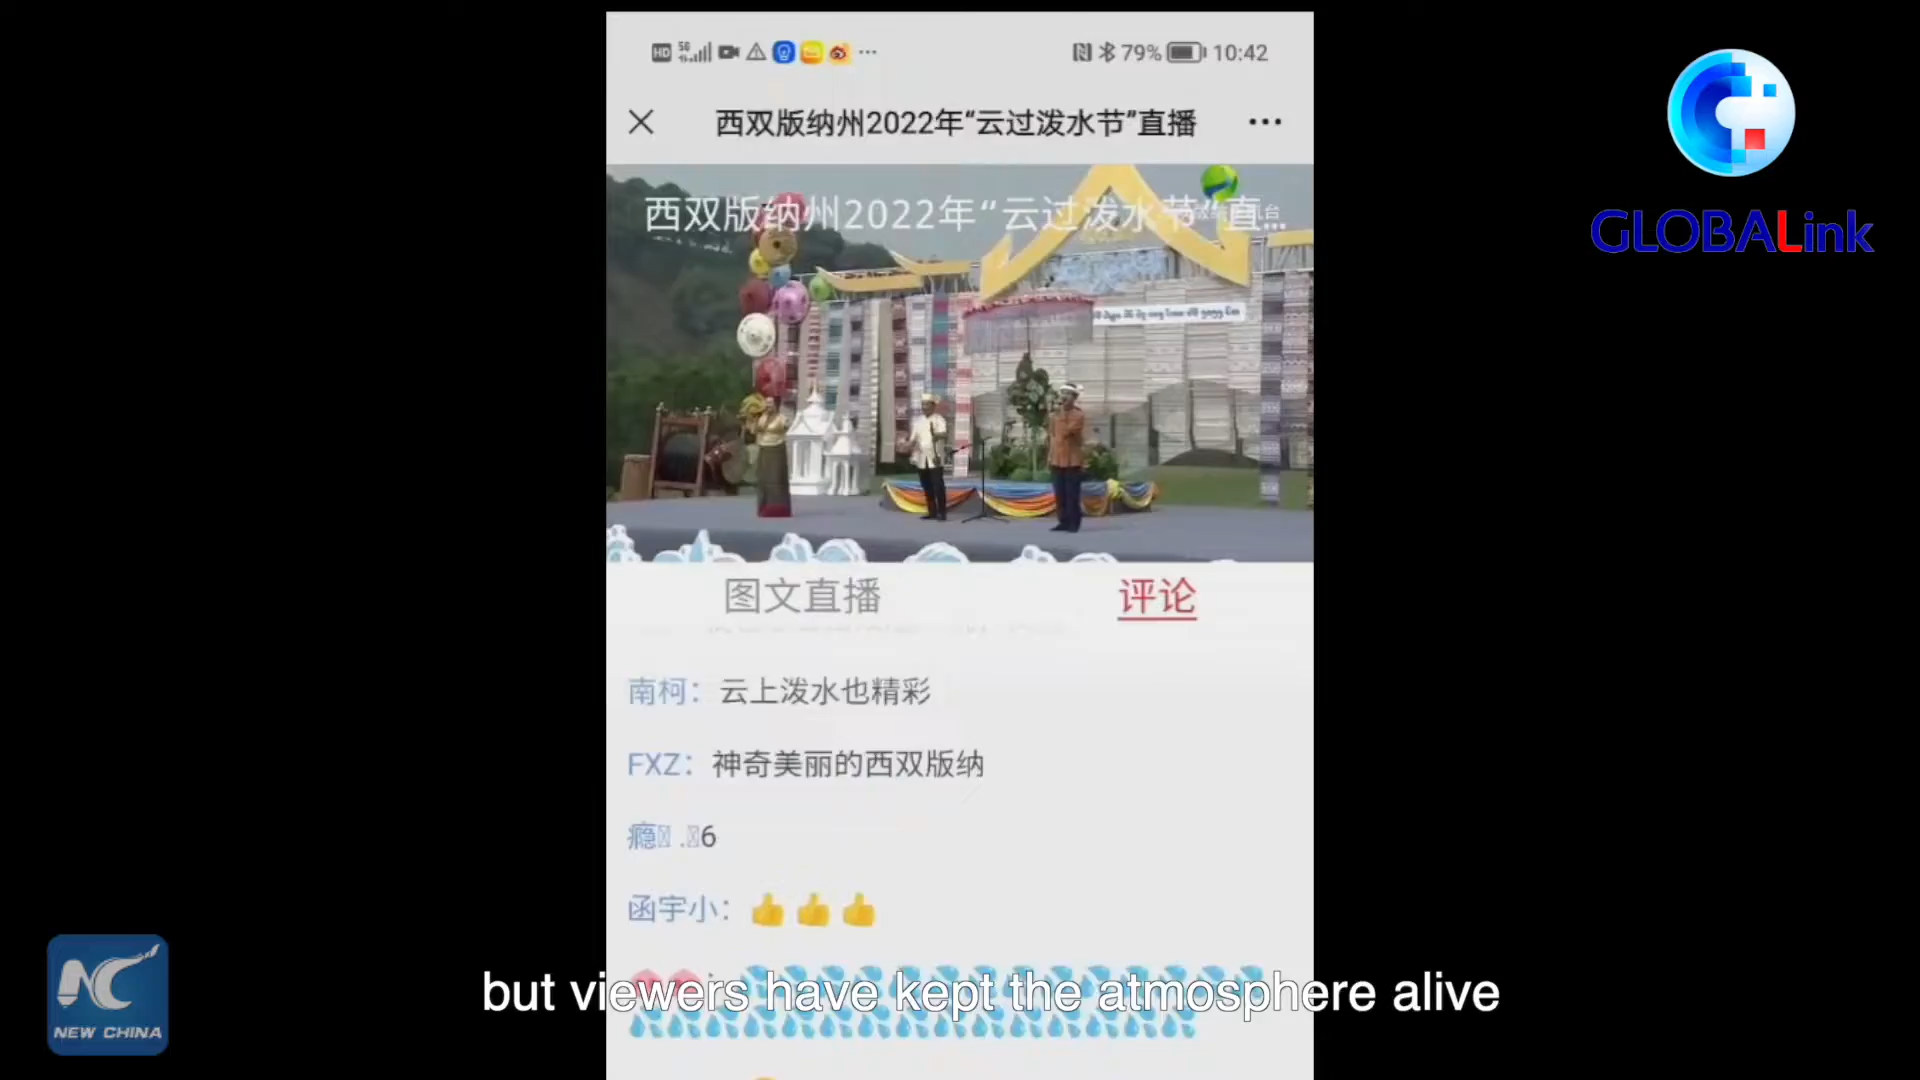 HD 5G 79% 10:42
西双版纳州2022年“云过泼水节”直播
西双版纳州2022年“云过泼水节”直...
图文直播 评论
南柯：云上泼水也精彩
FXZ：神奇美丽的西双版纳
瘾 . 6
函宇小：👍👍👍
but viewers have kept the atmosphere alive
GLOBALink
NEW CHINA